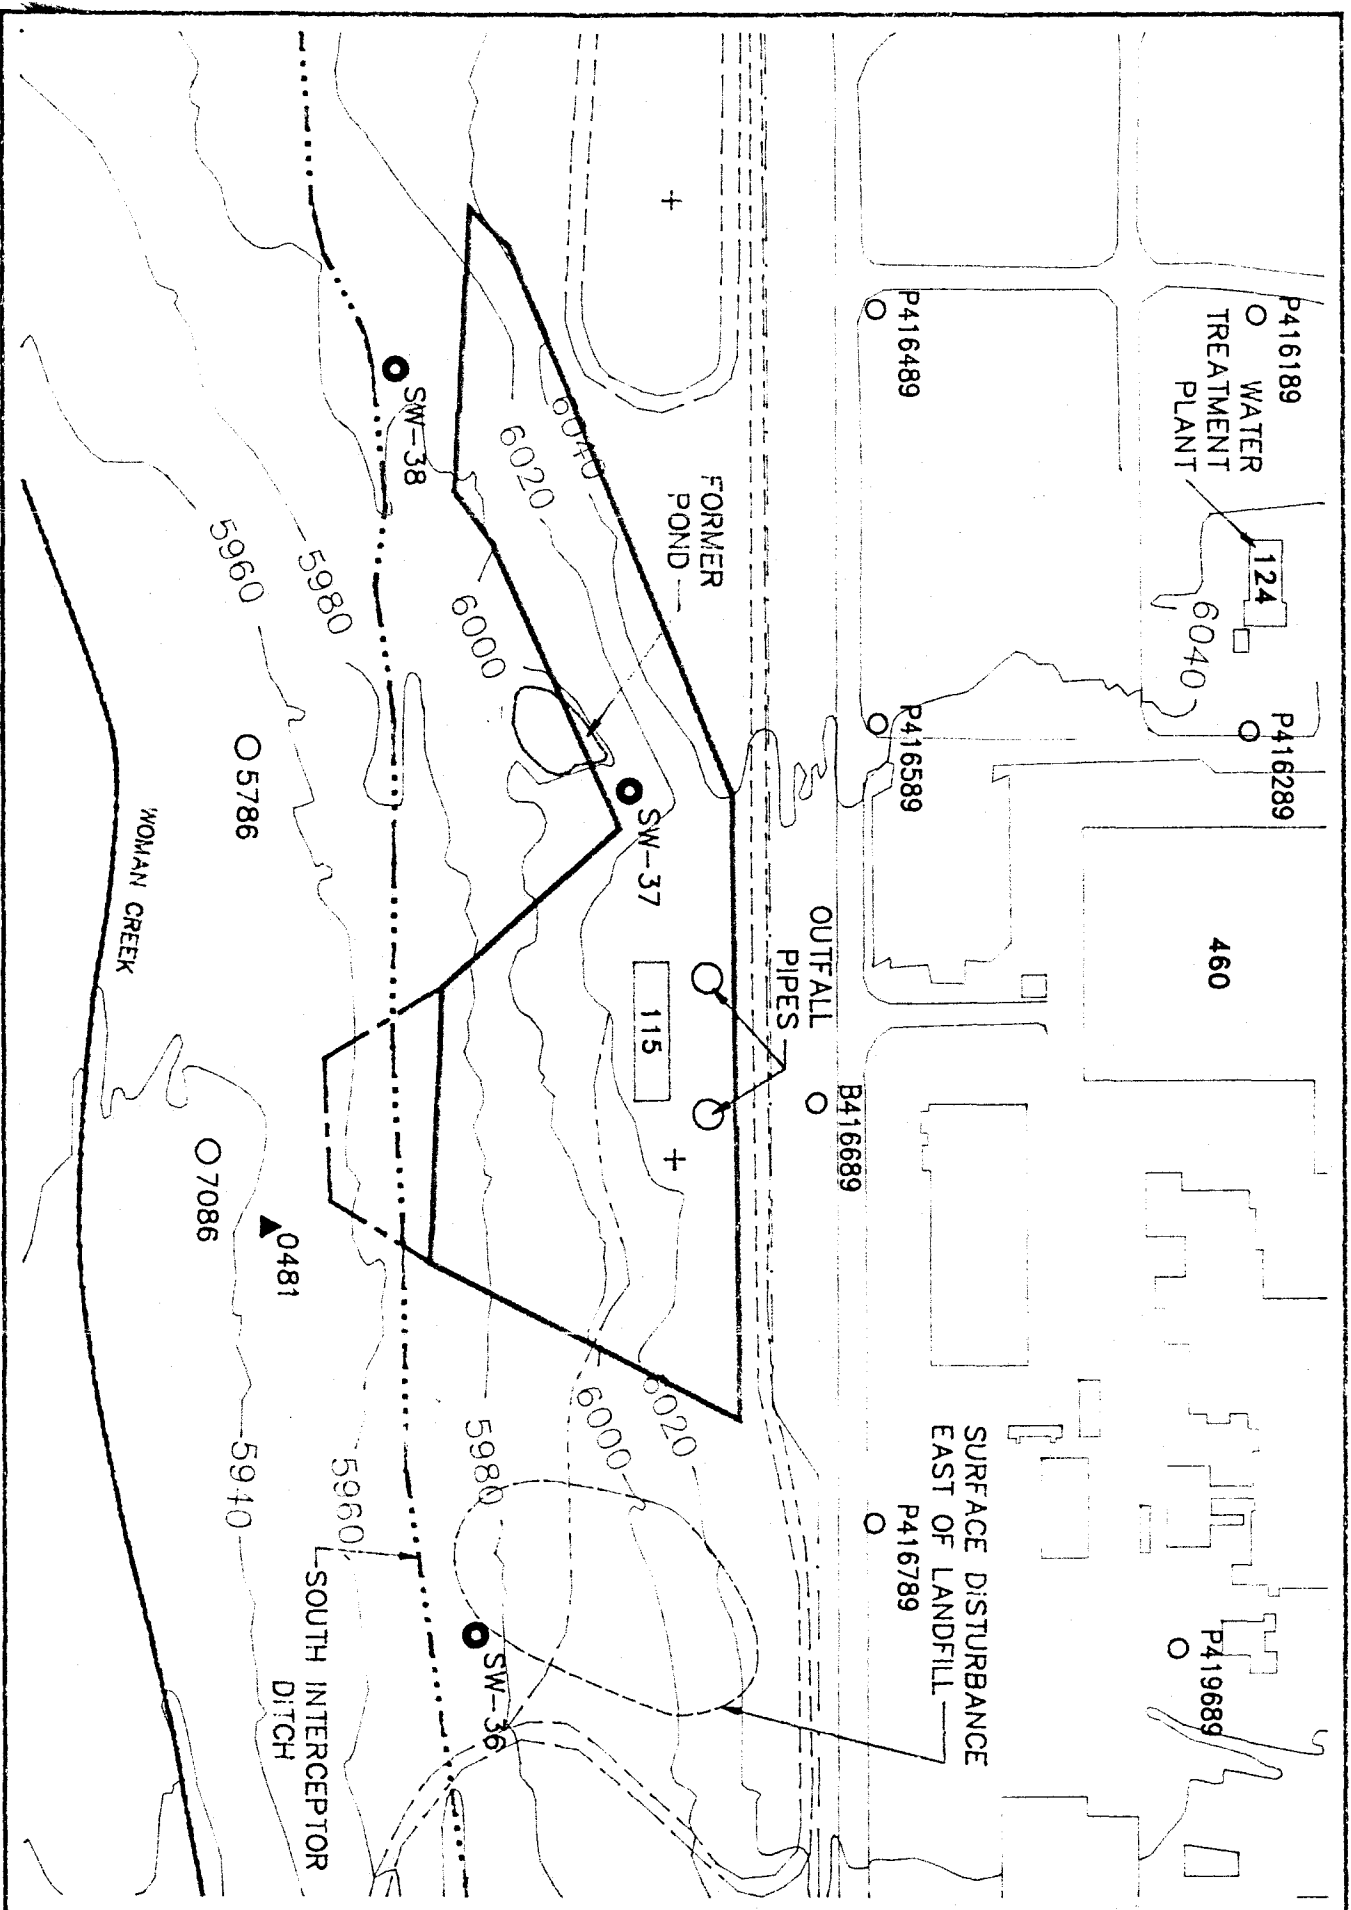 P416189
WATER
TREATMENT
PLANT
124
6040
P416289
P416489
P416589
460
P419689
OUTFALL
PIPES
B416689
P416789
SURFACE DISTURBANCE
EAST OF LANDFILL
FORMER
POND
6040
6020
6000
SW-38
SW-37
115
6020
6000
5980
SW-36
5980
5960
5960
5940
5786
7086
0481
SOUTH INTERCEPTOR
DITCH
WOMAN CREEK